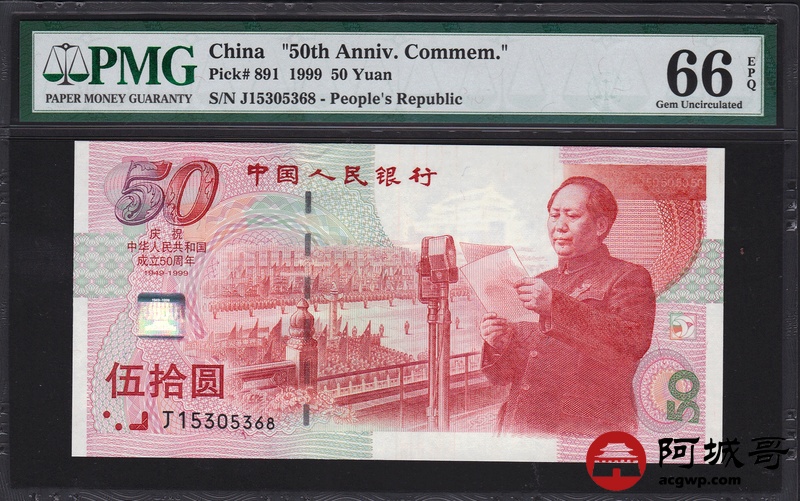 PMG
PAPER MONEY GUARANTY
China "50th Anniv. Commem."
Pick# 891 1999 50 Yuan
S/N J15305368 - People's Republic
66 EPQ
Gem Uncirculated
50
中国人民银行
庆祝
中华人民共和国
成立50周年
1949-1999
伍拾圆
J15305368
50
阿城哥
acgwp.com